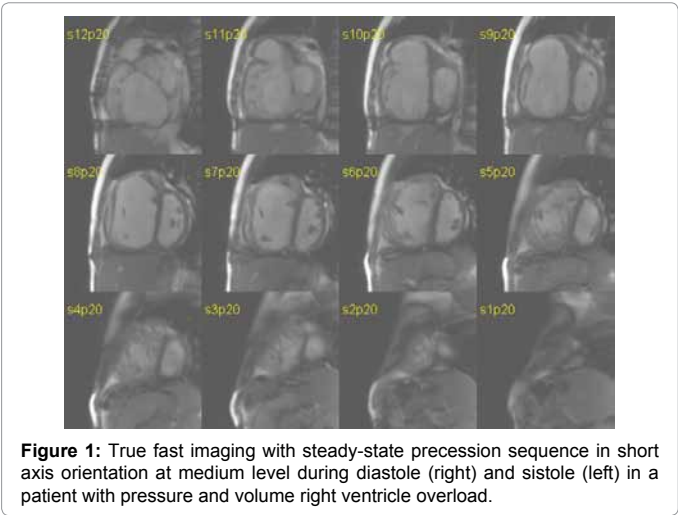 s12p20
s11p20
s10p20
s9p20
s8p20
s7p20
s6p20
s5p20
s4p20
s3p20
s2p20
s1p20
Figure 1: True fast imaging with steady-state precession sequence in short
axis orientation at medium level during diastole (right) and sistole (left) in a
patient with pressure and volume right ventricle overload.